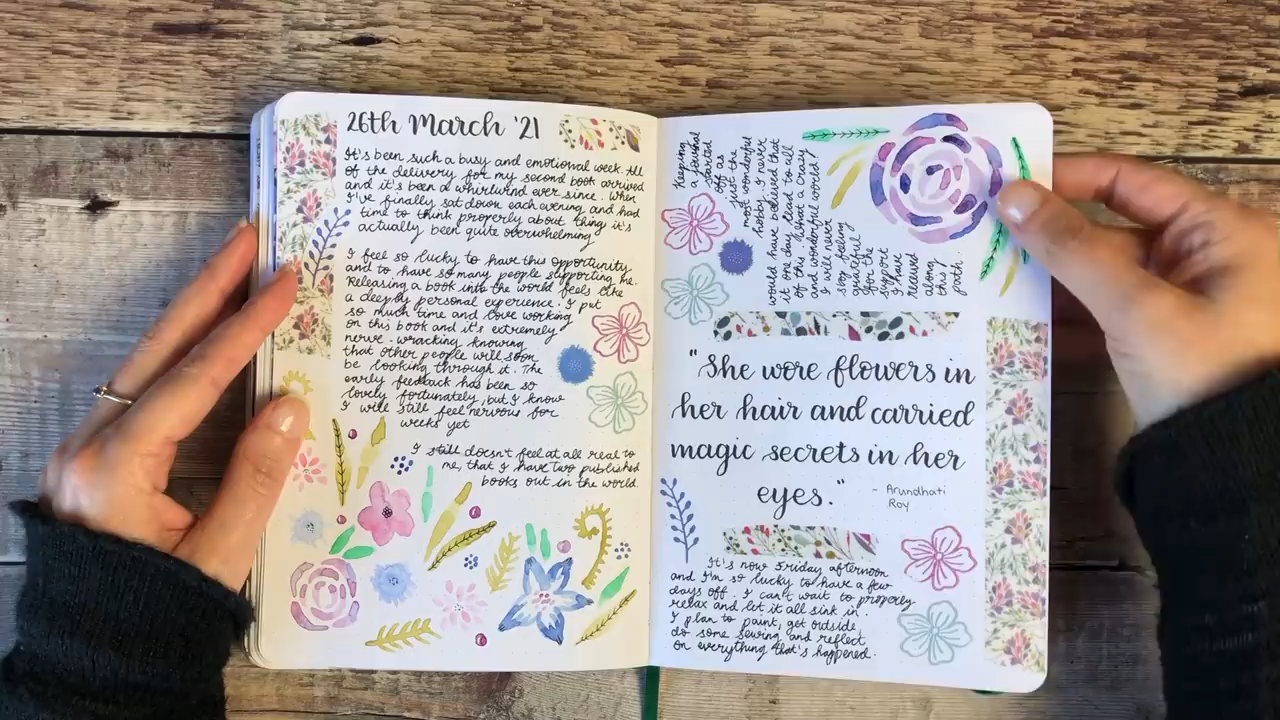 26th March '21
It's been such a busy and emotional week. All
of the delivery for my second book arrived
and it's been a whirlwind ever since. When
I've finally sat down each evening and had
time to think properly about thing it's
actually been quite overwhelming
I feel so lucky to have this opportunity
and to have so many people supporting me.
Releasing a book into the world feels like
a deeply personal experience. I put
so much time and love working
on this book and it's extremely
nerve-wracking knowing
that other people will soon
be looking through it. The
early feedback has been so
lovely fortunately, but I know
I will still feel nervous for
weeks yet
I still doesn't feel at all real to
me, that I have two published
books out in the world.
Keeping
a journal
started
off as
just the
most wonderful
hobby. I never
would have believed that
it one day lead to all
of this. What a crazy
and wonderful world!
I will never
stop feeling
grateful
for the
support
I have
received
along
this
path.
"She wore flowers in
her hair and carried
magic secrets in her
eyes."
- Arundhati
Roy
It's now Friday afternoon
and I'm so lucky to have a few
days off. I can't wait to properly
relax and let it all sink in.
I plan to paint, get outside,
do some sewing and reflect
on everything that's happened.